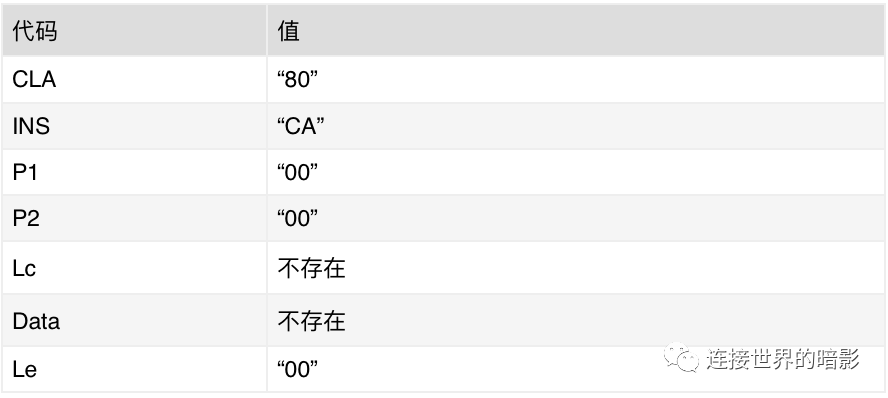 代码 值
CLA “80”
INS “CA”
P1 “00”
P2 “00”
Lc 不存在
Data 不存在
Le “00”
连接世界的暗影